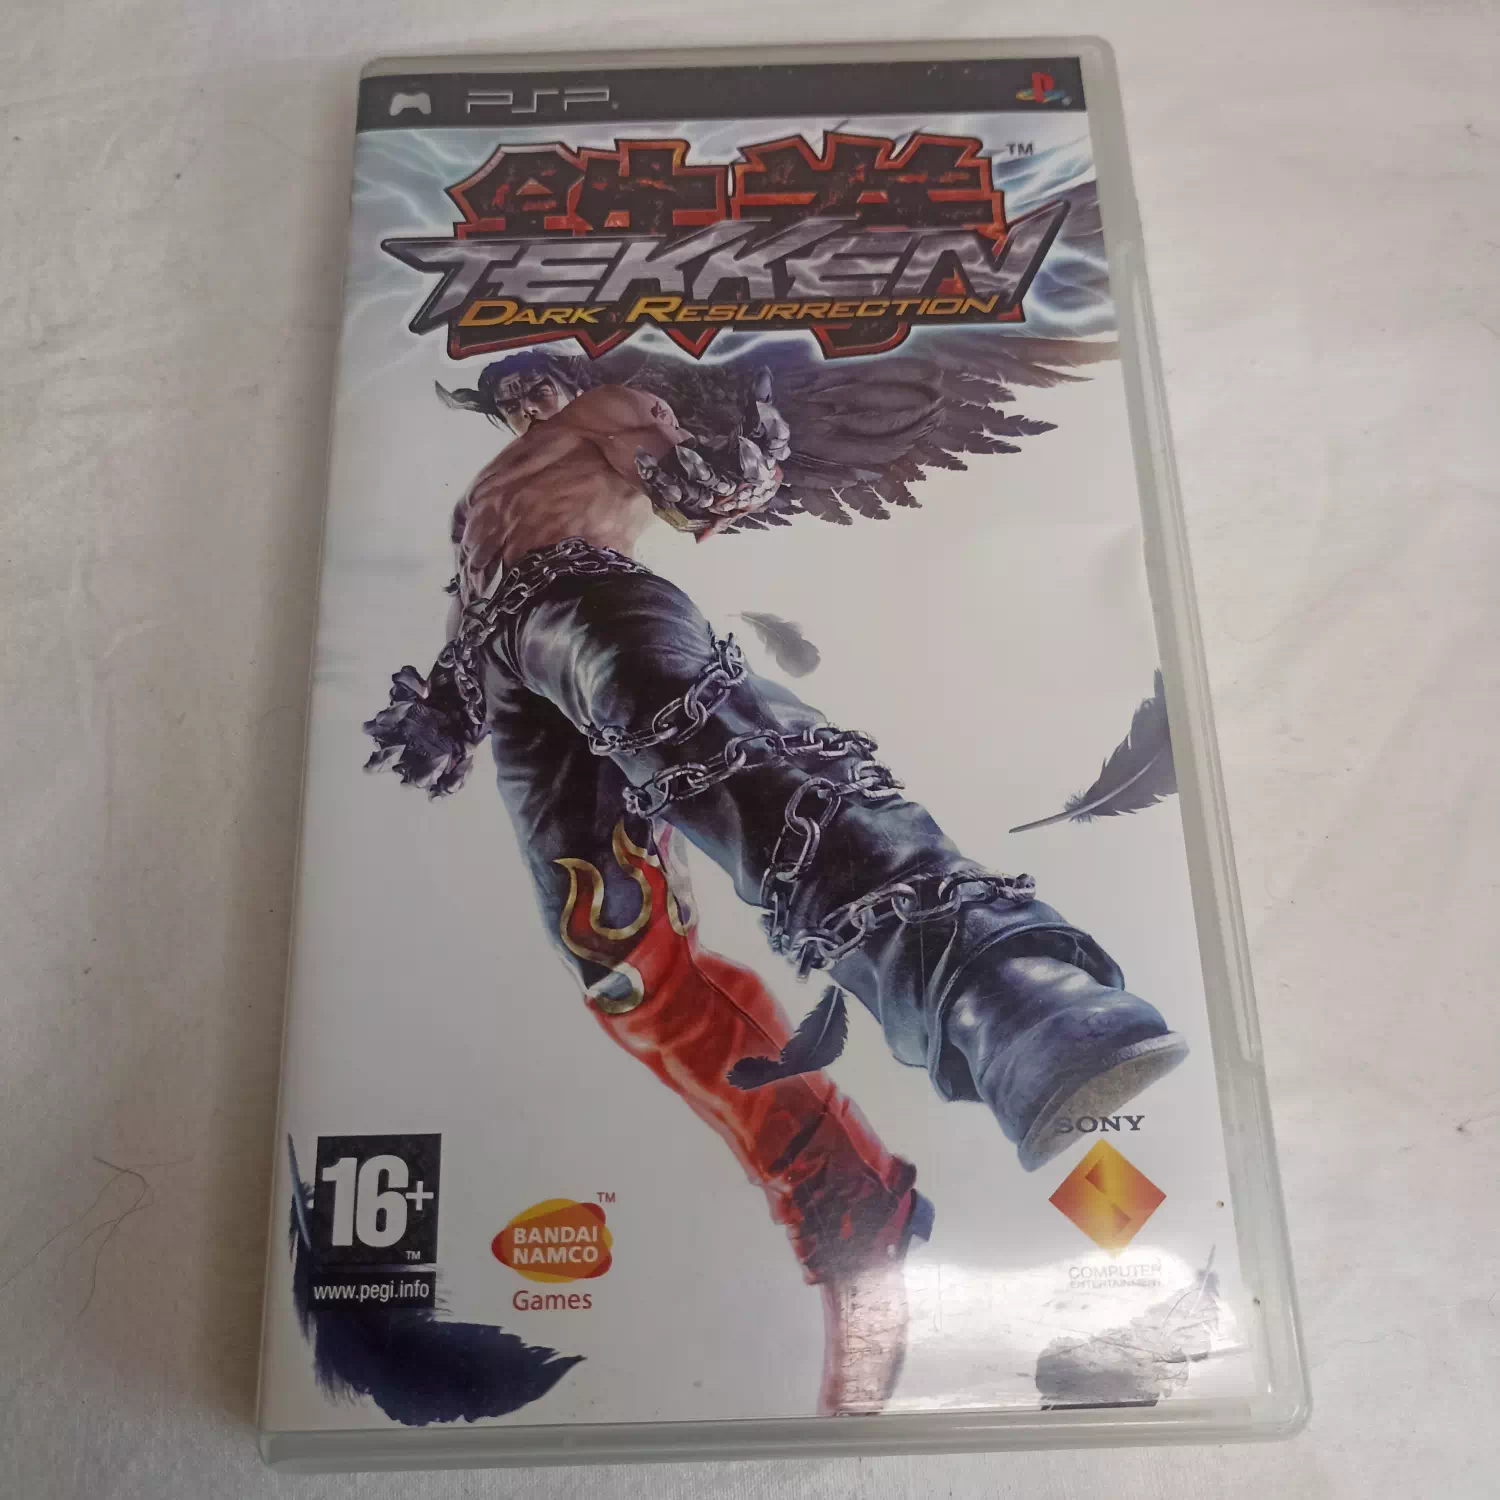 PSP
鉄拳 ™
TEKKEN
DARK RESURRECTION
16+
™
www.pegi.info
™
BANDAI
NAMCO
Games
SONY
COMPUTER
ENTERTAINMENT